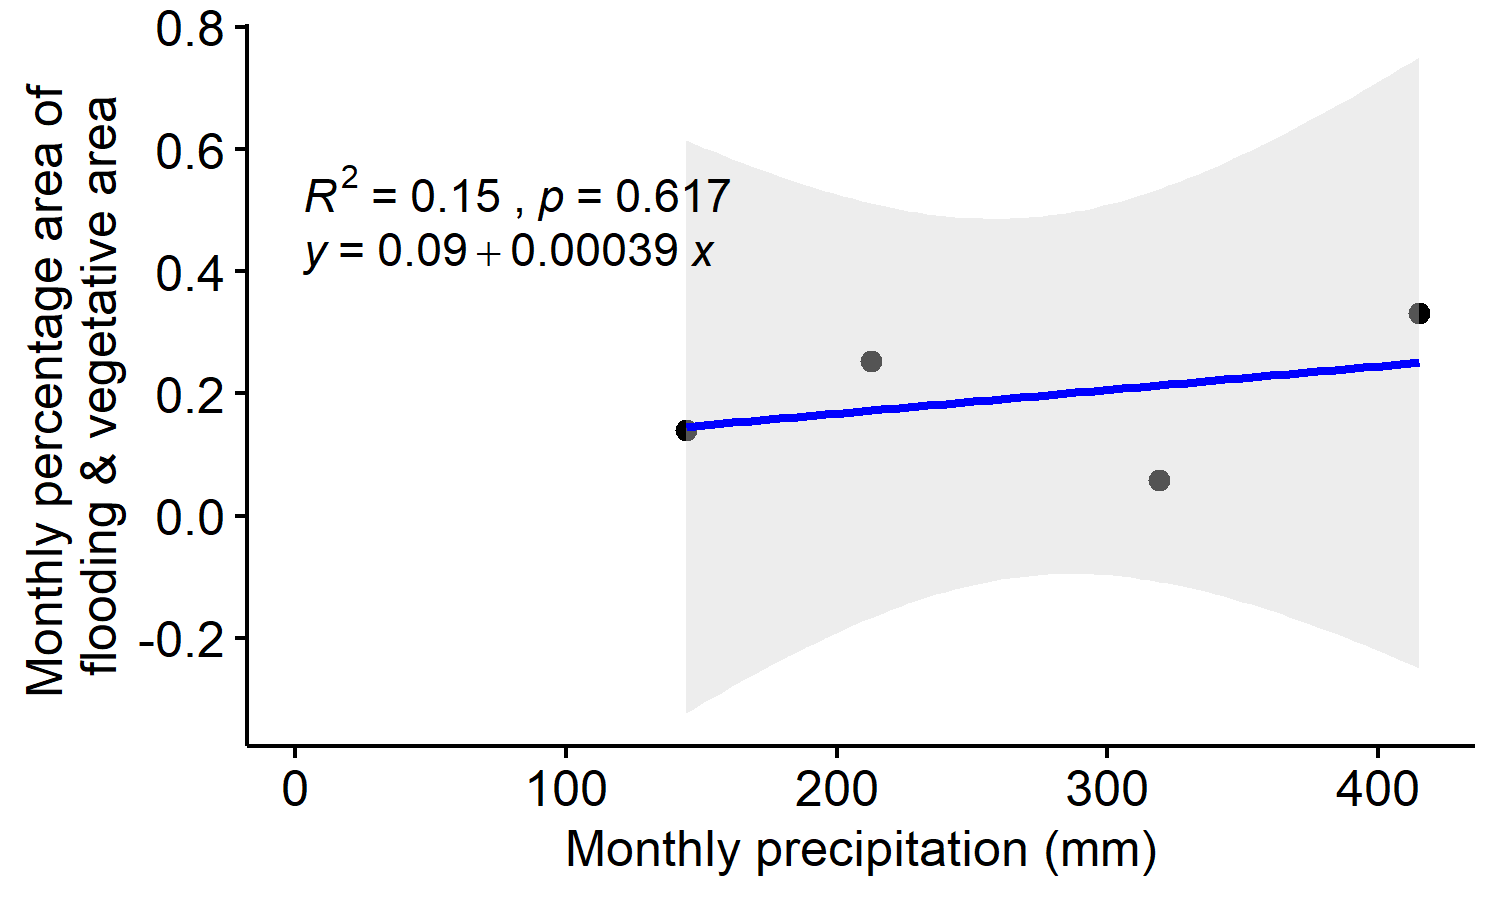 Monthly percentage area of
flooding & vegetative area
0.8
0.6
0.4
0.2
0.0
-0.2
R² = 0.15 , p = 0.617
y = 0.09 + 0.00039 x
0 100 200 300 400
Monthly precipitation (mm)